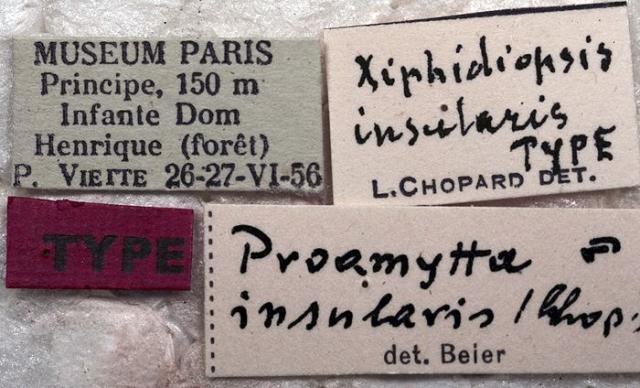 MUSEUM PARIS
Principe, 150 m
Infante Dom
Henrique (forêt)
P. VIETTE 26-27-VI-56
Xiphidiopsis
insularis
TYPE
L. CHOPARD DET.
TYPE
Proamytta ♂
insularis (Chop.
det. Beier